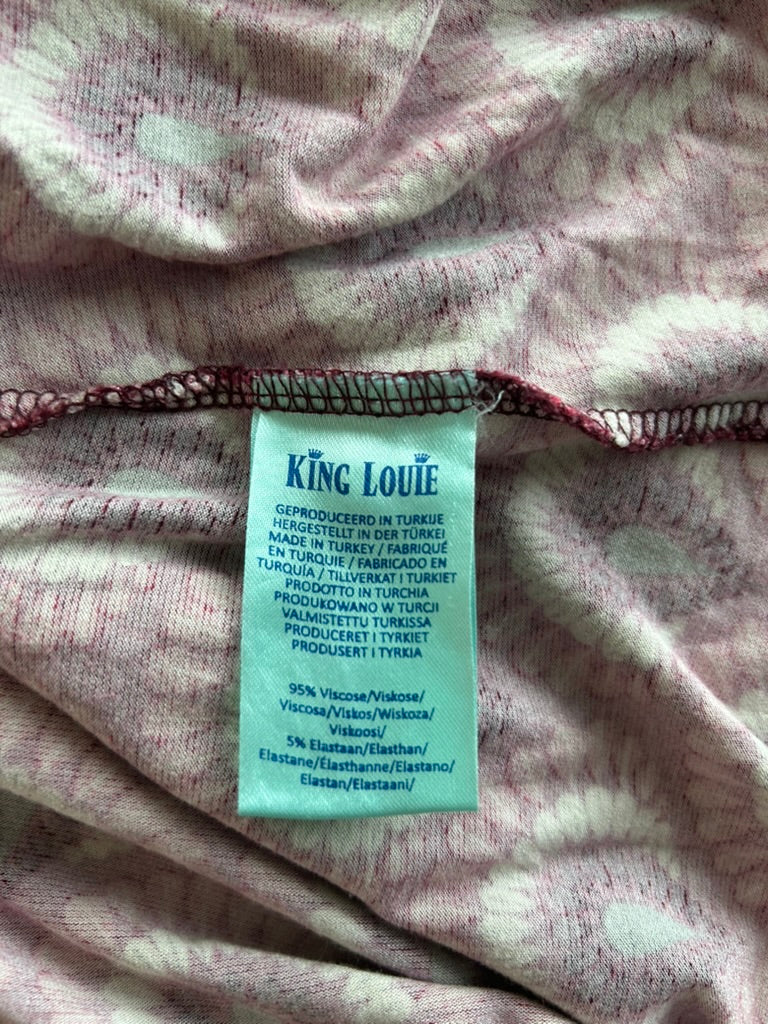 KING LOUIE
GEPRODUCEERD IN TURKIJE
HERGESTELLT IN DER TÜRKEI
MADE IN TURKEY / FABRIQUÉ
EN TURQUIE / FABRICADO EN
TURQUÍA / TILLVERKAT I TURKIET
PRODOTTO IN TURCHIA
PRODUKOWANO W TURCJI
VALMISTETTU TURKISSA
PRODUCERET I TYRKIET
PRODUSERT I TYRKIA
95% Viscose/Viskose/
Viscosa/Viskos/Wiskoza/
Viskoosi/
5% Elastaan/Elasthan/
Elastane/Élasthanne/Elastano/
Elastan/Elastaani/